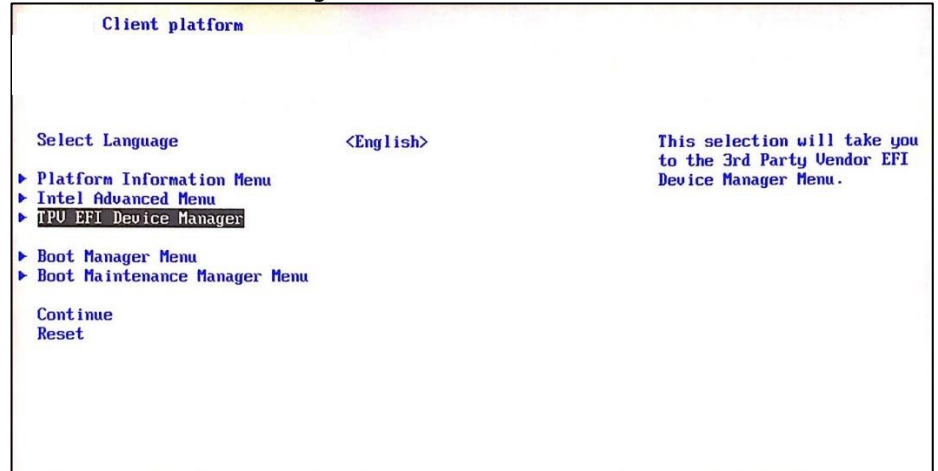 Client platform
Select Language <English> This selection will take you
to the 3rd Party Vendor EFI
▶ Platform Information Menu Device Manager Menu.
▶ Intel Advanced Menu
▶ TPV EFI Device Manager
▶ Boot Manager Menu
▶ Boot Maintenance Manager Menu
Continue
Reset